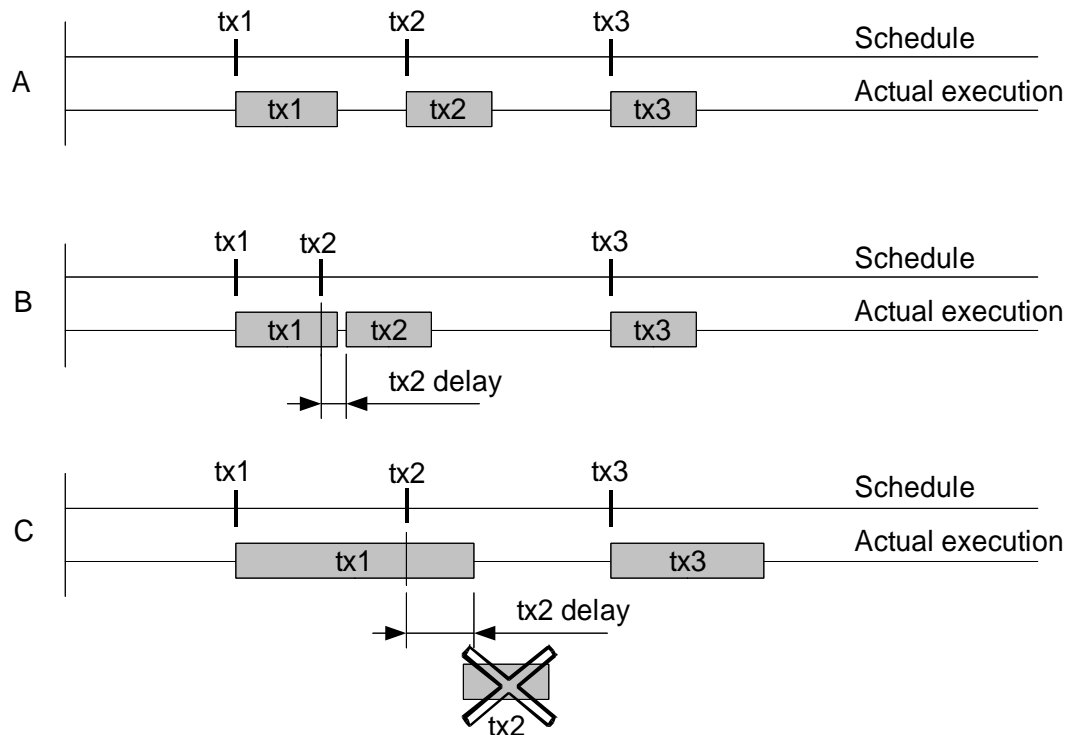 tx1 tx2 tx3
Schedule
A
Actual execution
tx1 tx2 tx3
tx1 tx2 tx3
Schedule
B
Actual execution
tx1 tx2 tx3
tx2 delay
tx1 tx2 tx3
Schedule
C
Actual execution
tx1 tx3
tx2 delay
tx2